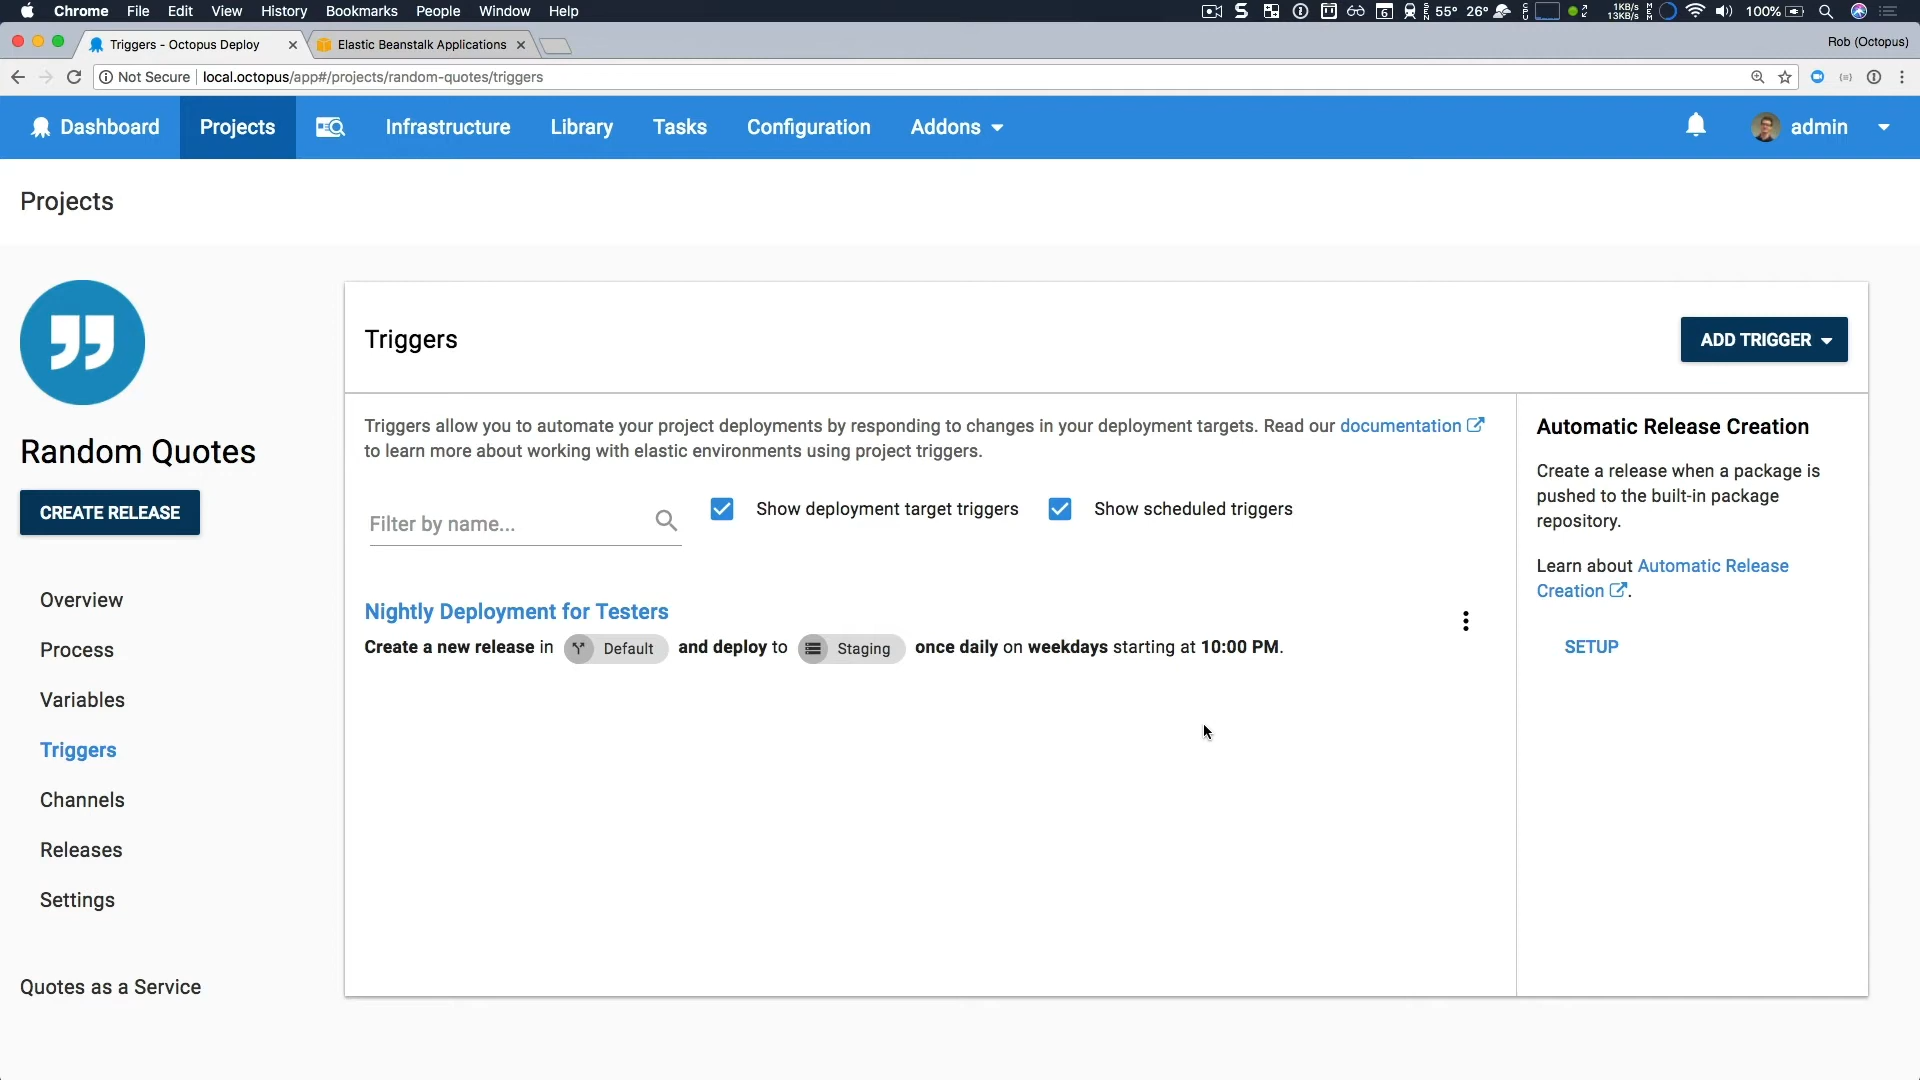 Chrome File Edit View History Bookmarks People Window Help 6 55° 26° 1KB/s 13KB/s 100%
Triggers - Octopus Deploy Elastic Beanstalk Applications Rob (Octopus)
Not Secure local.octopus/app#/projects/random-quotes/triggers
Dashboard Projects Infrastructure Library Tasks Configuration Addons admin
Projects
Random Quotes
CREATE RELEASE
Overview
Process
Variables
Triggers
Channels
Releases
Settings
Quotes as a Service
Triggers
ADD TRIGGER
Triggers allow you to automate your project deployments by responding to changes in your deployment targets. Read our documentation
to learn more about working with elastic environments using project triggers.
Filter by name... Show deployment target triggers Show scheduled triggers
Nightly Deployment for Testers
Create a new release in Default and deploy to Staging once daily on weekdays starting at 10:00 PM.
Automatic Release Creation
Create a release when a package is
pushed to the built-in package
repository.
Learn about Automatic Release
Creation.
SETUP